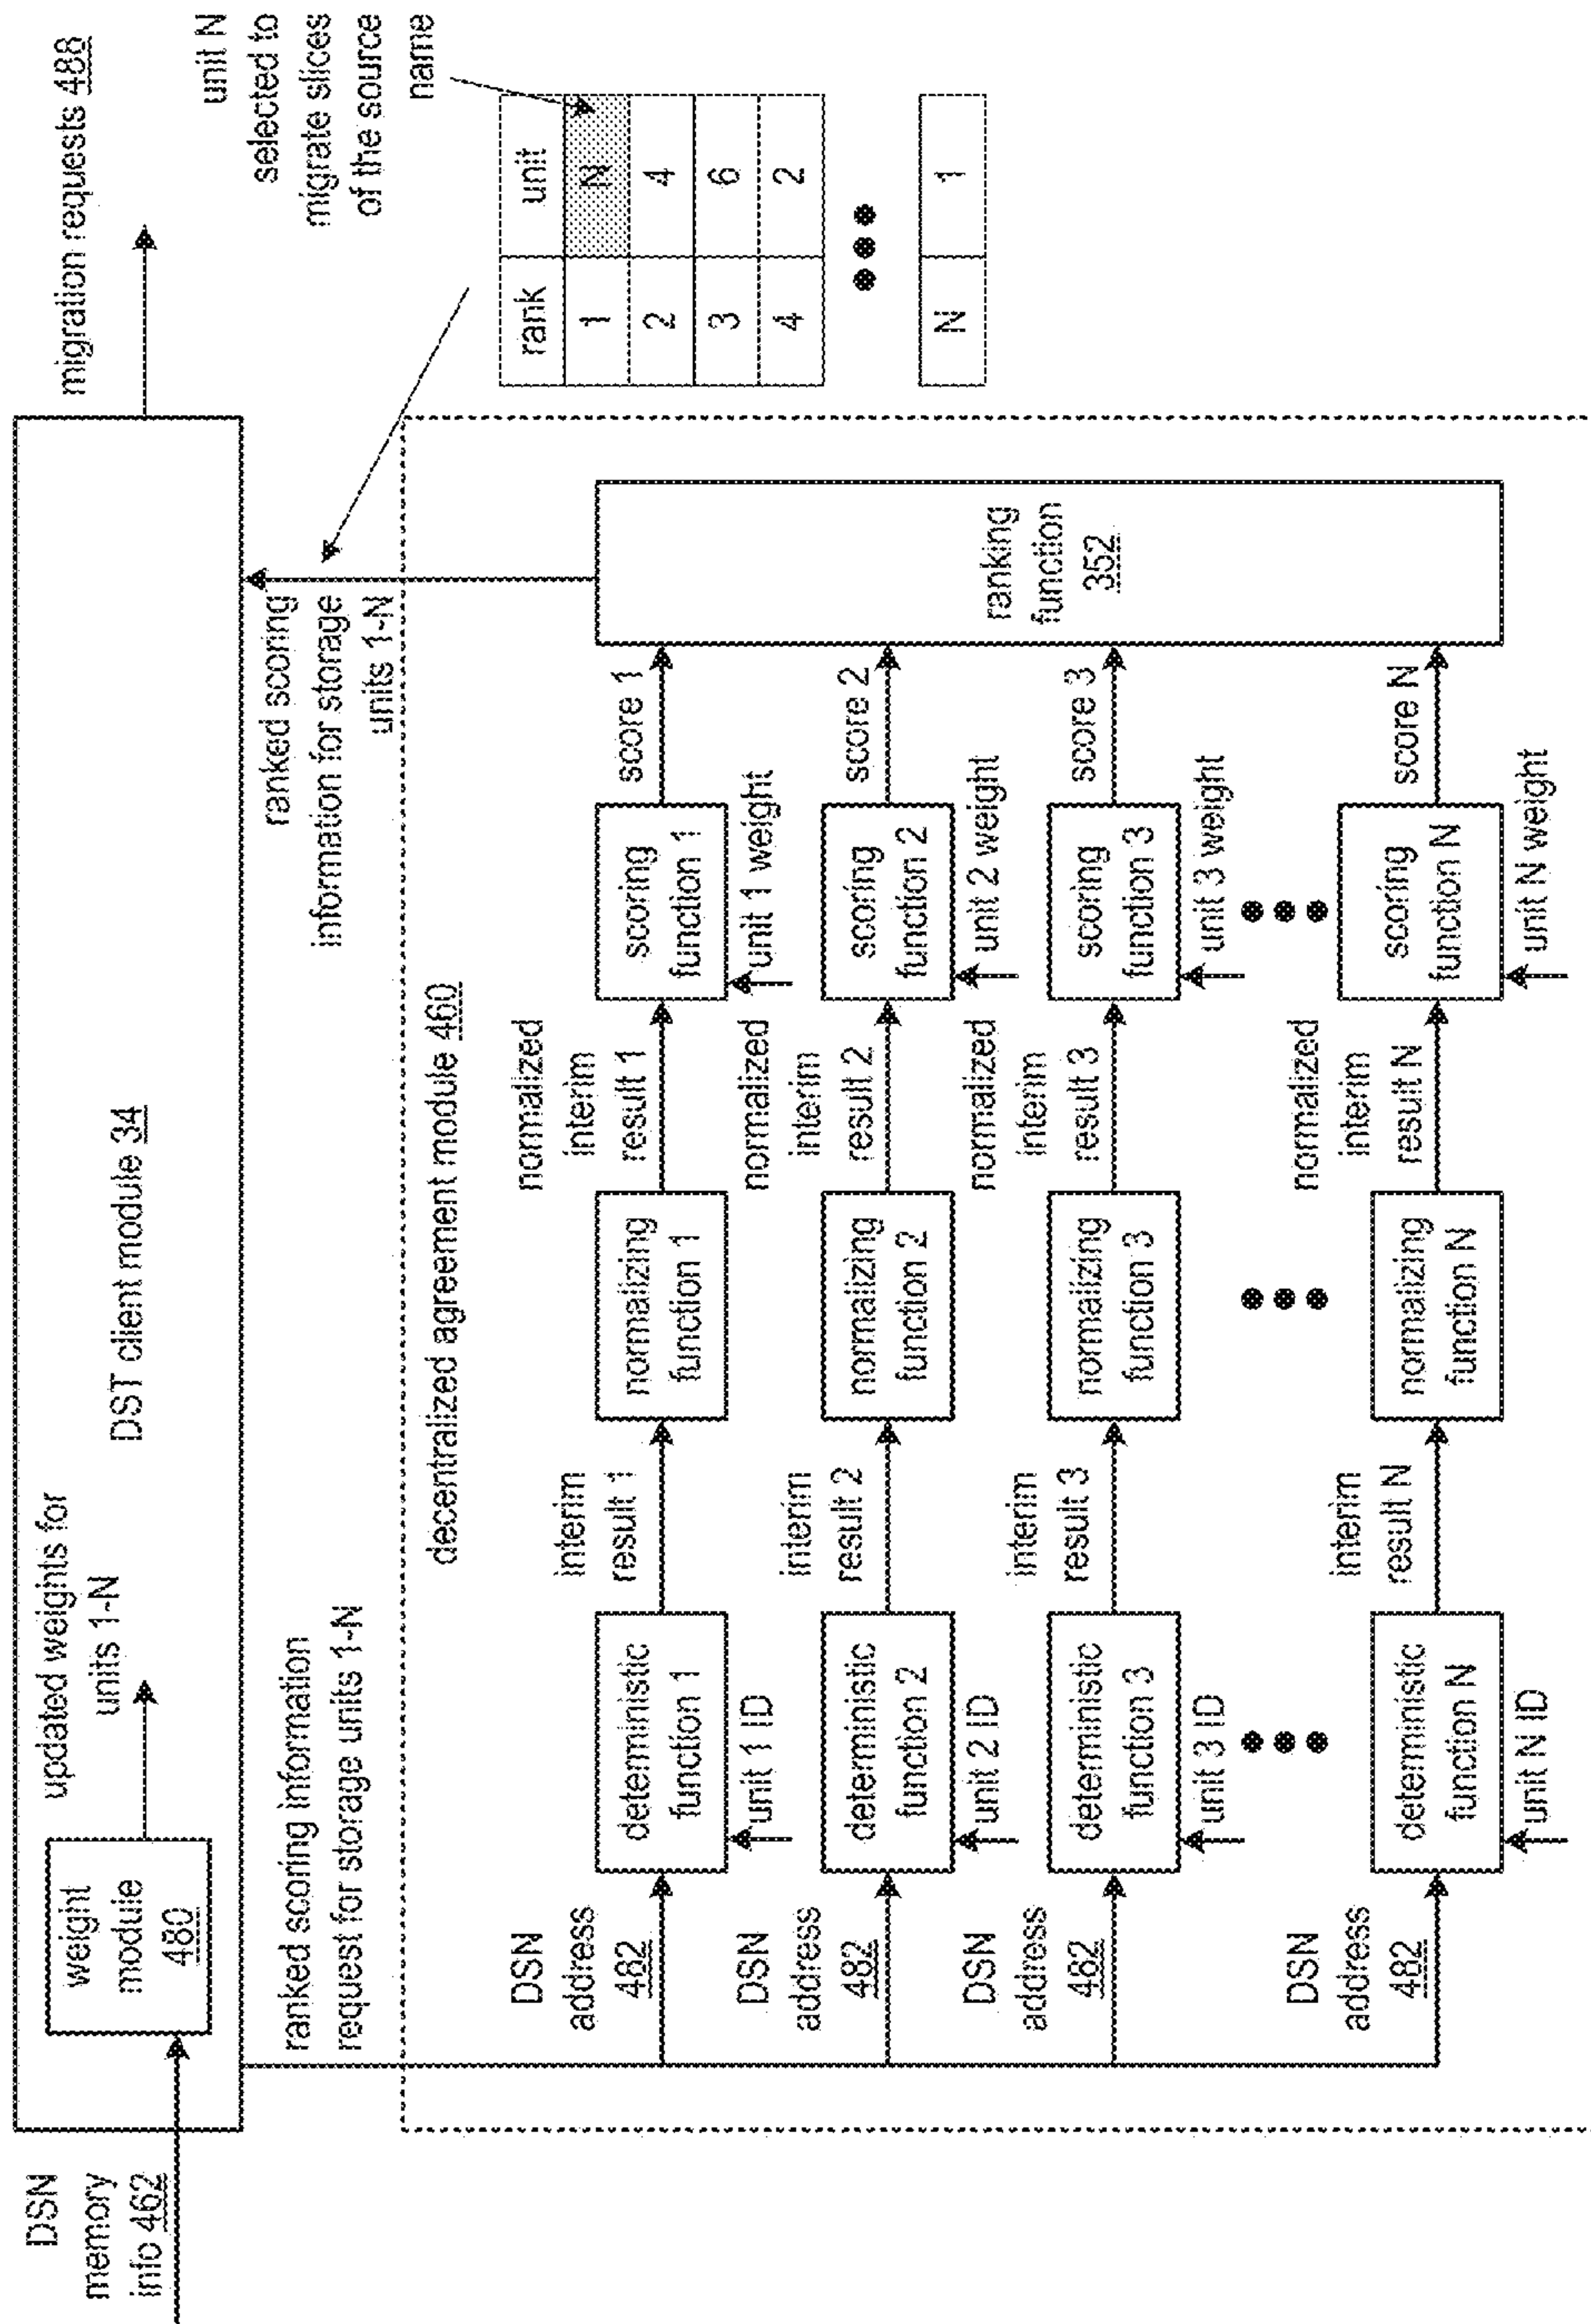 DSN
memory
info 462
weight
module
480
updated weights for
units 1-N
DST client module 34
migration requests 488
ranked scoring information
request for storage units 1-N
ranked scoring
information for storage
units 1-N
unit N
selected to
migrate slices
of the source
name
rank unit
1 N
2 4
3 6
4 2
N 1
decentralized agreement module 460
DSN
address
482
deterministic
function 1
unit 1 ID
interim
result 1
normalizing
function 1
normalized
interim
result 1
scoring
function 1
unit 1 weight
score 1
DSN
address
482
deterministic
function 2
unit 2 ID
interim
result 2
normalizing
function 2
normalized
interim
result 2
scoring
function 2
unit 2 weight
score 2
DSN
address
482
deterministic
function 3
unit 3 ID
interim
result 3
normalizing
function 3
normalized
interim
result 3
scoring
function 3
unit 3 weight
score 3
DSN
address
482
deterministic
function N
unit N ID
interim
result N
normalizing
function N
normalized
interim
result N
scoring
function N
unit N weight
score N
ranking
function
352